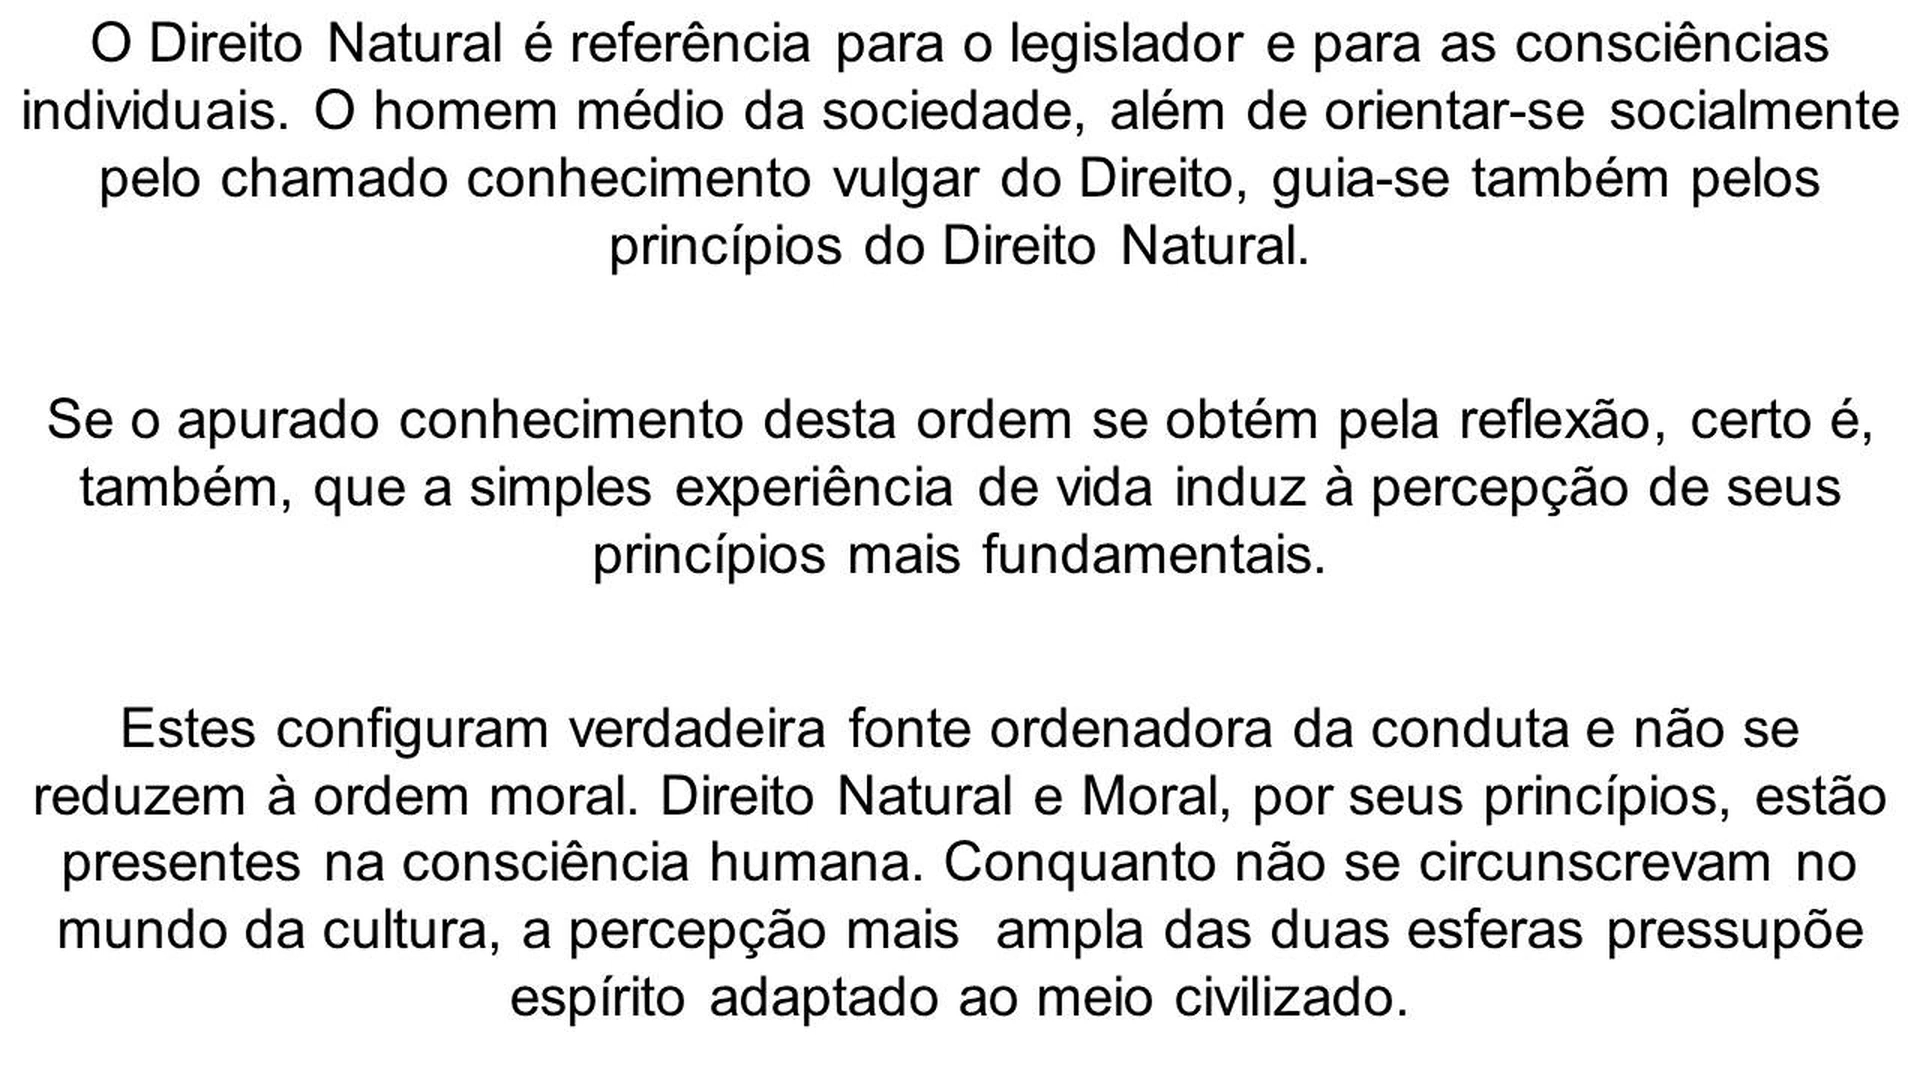 O Direito Natural é referência para o legislador e para as consciências
individuais. O homem médio da sociedade, além de orientar-se socialmente
pelo chamado conhecimento vulgar do Direito, guia-se também pelos
princípios do Direito Natural.
Se o apurado conhecimento desta ordem se obtém pela reflexão, certo é,
também, que a simples experiência de vida induz à percepção de seus
princípios mais fundamentais.
Estes configuram verdadeira fonte ordenadora da conduta e não se
reduzem à ordem moral. Direito Natural e Moral, por seus princípios, estão
presentes na consciência humana. Conquanto não se circunscrevam no
mundo da cultura, a percepção mais ampla das duas esferas pressupõe
espírito adaptado ao meio civilizado.